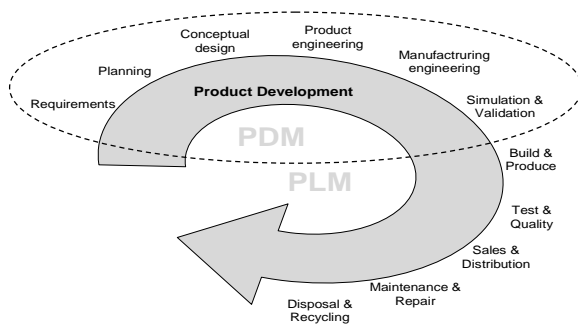 Conceptual
design
Product
engineering
Manufactruring
engineering
Planning
Product Development
Requirements
Simulation &
Validation
PDM
Build &
Produce
PLM
Test &
Quality
Sales &
Distribution
Maintenance &
Repair
Disposal &
Recycling